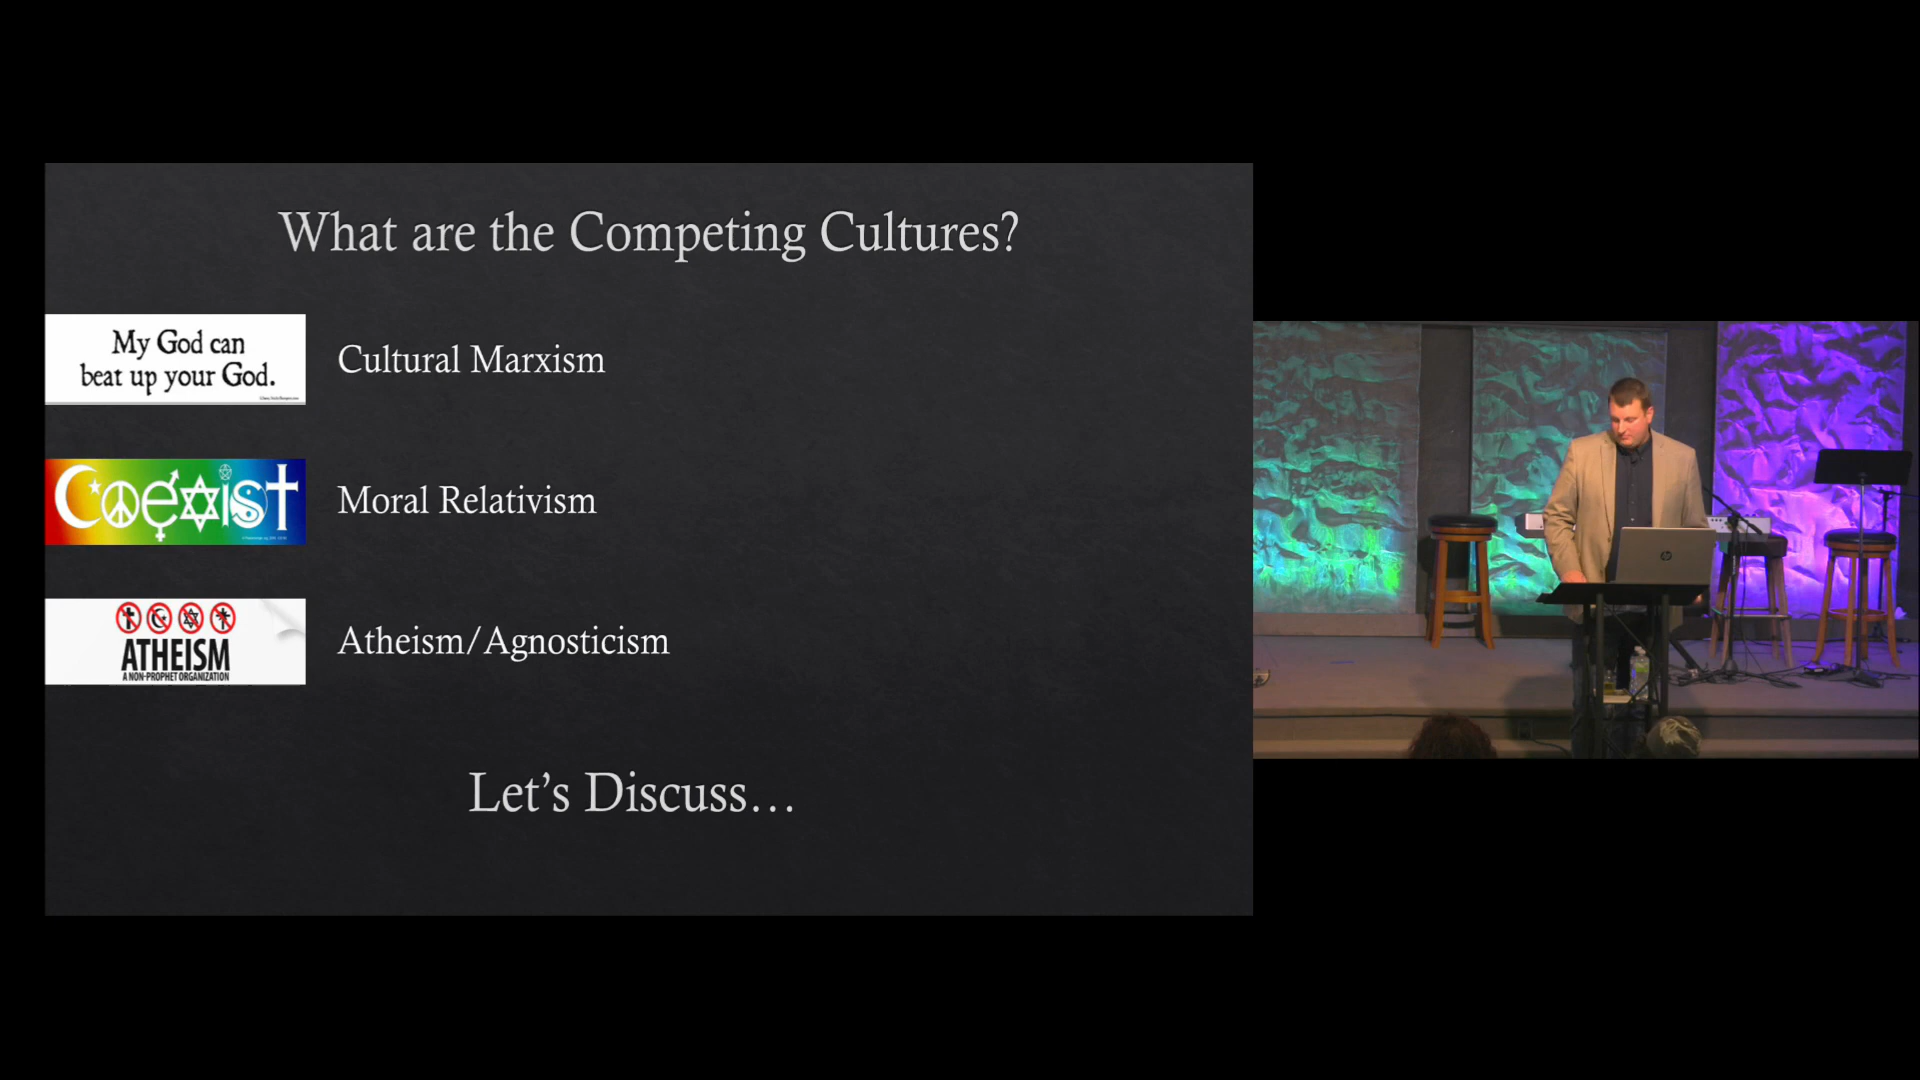 What are the Competing Cultures?
My God can
beat up your God.
Cultural Marxism
Coexist
Moral Relativism
ATHEISM
A NON-PROPHET ORGANIZATION
Atheism/Agnosticism
Let's Discuss…
hp